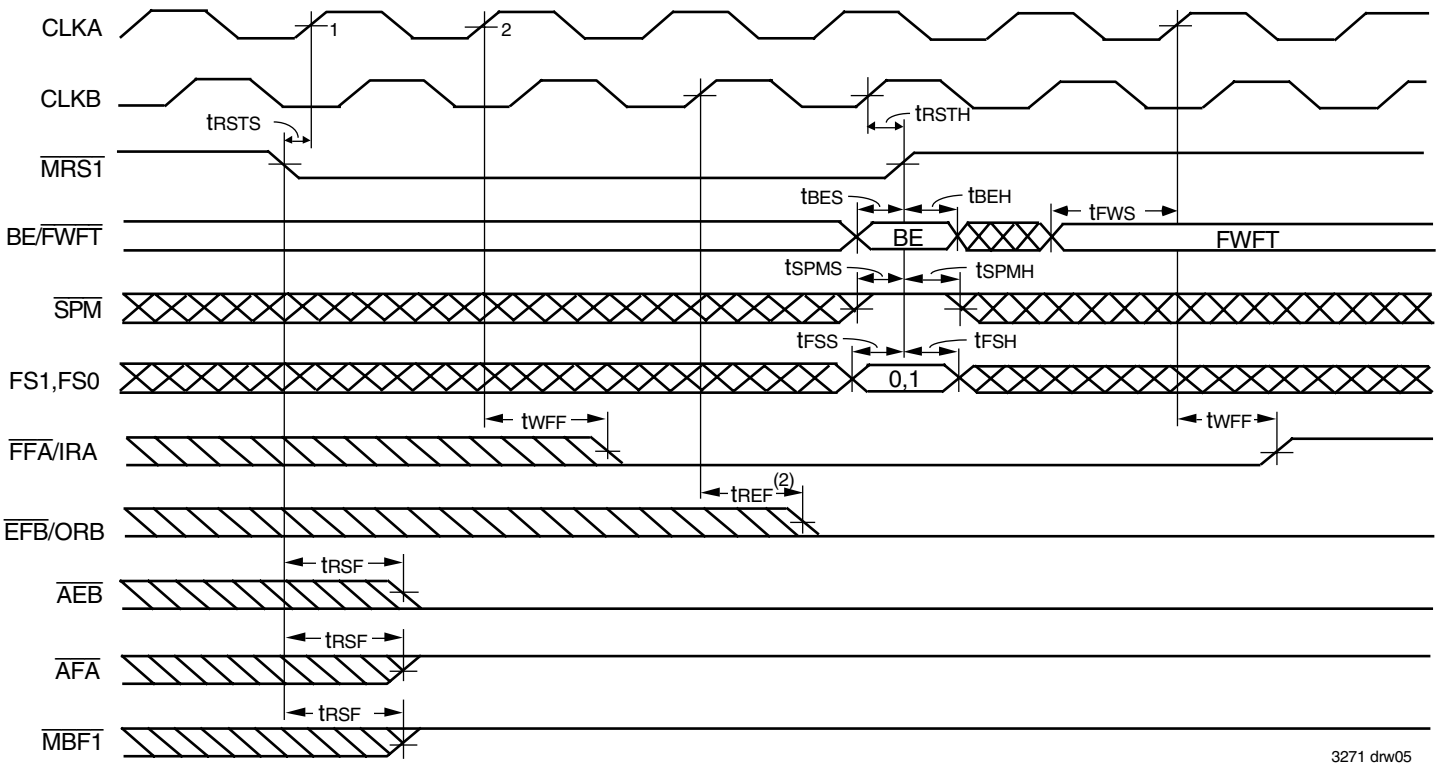 CLKA
1
2
CLKB
tRSTS
tRSTH
MRS1
tBES
tBEH
tFWS
BE/FWFT
BE
FWFT
tSPMS
tSPMH
SPM
tFSS
tFSH
FS1,FS0
0,1
tWFF
tWFF
FFA/IRA
tREF(2)
EFB/ORB
tRSF
AEB
tRSF
AFA
tRSF
MBF1
3271 drw05